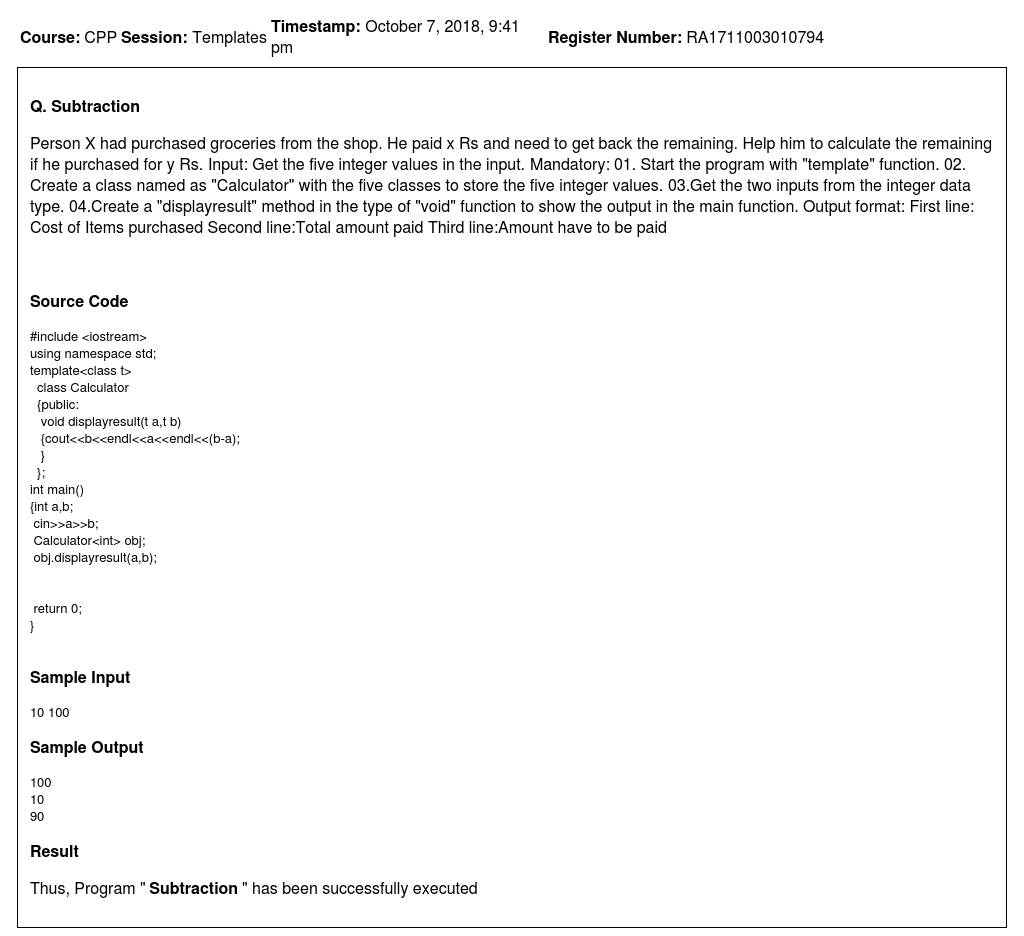 Course: CPP Session: Templates Timestamp: October 7, 2018, 9:41 pm Register Number: RA1711003010794
Q. Subtraction
Person X had purchased groceries from the shop. He paid x Rs and need to get back the remaining. Help him to calculate the remaining
if he purchased for y Rs. Input: Get the five integer values in the input. Mandatory: 01. Start the program with "template" function. 02.
Create a class named as "Calculator" with the five classes to store the five integer values. 03.Get the two inputs from the integer data
type. 04.Create a "displayresult" method in the type of "void" function to show the output in the main function. Output format: First line:
Cost of Items purchased Second line:Total amount paid Third line:Amount have to be paid
Source Code
#include <iostream>
using namespace std;
template<class t>
class Calculator
{public:
void displayresult(t a,t b)
{cout<<b<<endl<<a<<endl<<(b-a);
}
};
int main()
{int a,b;
cin>>a>>b;
Calculator<int> obj;
obj.displayresult(a,b);
return 0;
}
Sample Input
10 100
Sample Output
100
10
90
Result
Thus, Program " Subtraction " has been successfully executed